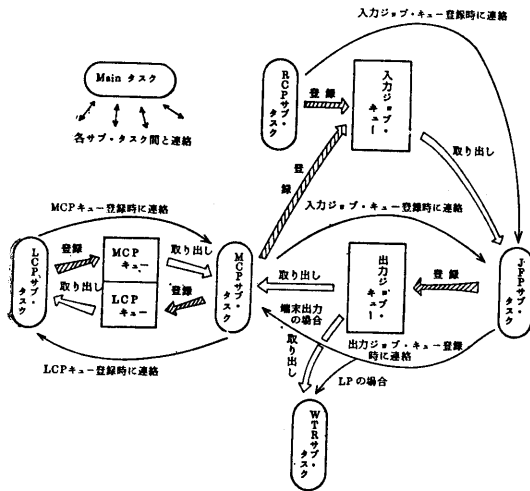 入力ジョブ・キュー登録時に連絡
Main タスク
各サブ・タスク間と連絡
RCPサブ・タスク
登録
入力ジョブ・キュー
取り出し
登録
MCPキュー登録時に連絡
入力ジョブ・キュー登録時に連絡
LCPサブ・タスク
登録
MCP
キュー
取り出し
取り出し
LCP
キュー
登録
MCPサブ・タスク
取り出し
出力ジョブ・キュー
登録
JFPサブ・タスク
端末出力
の場合
出力ジョブ・キュー登録
時に連絡
LCPキュー登録時に連絡
取り出し
LPの場合
WTRサブ・タスク